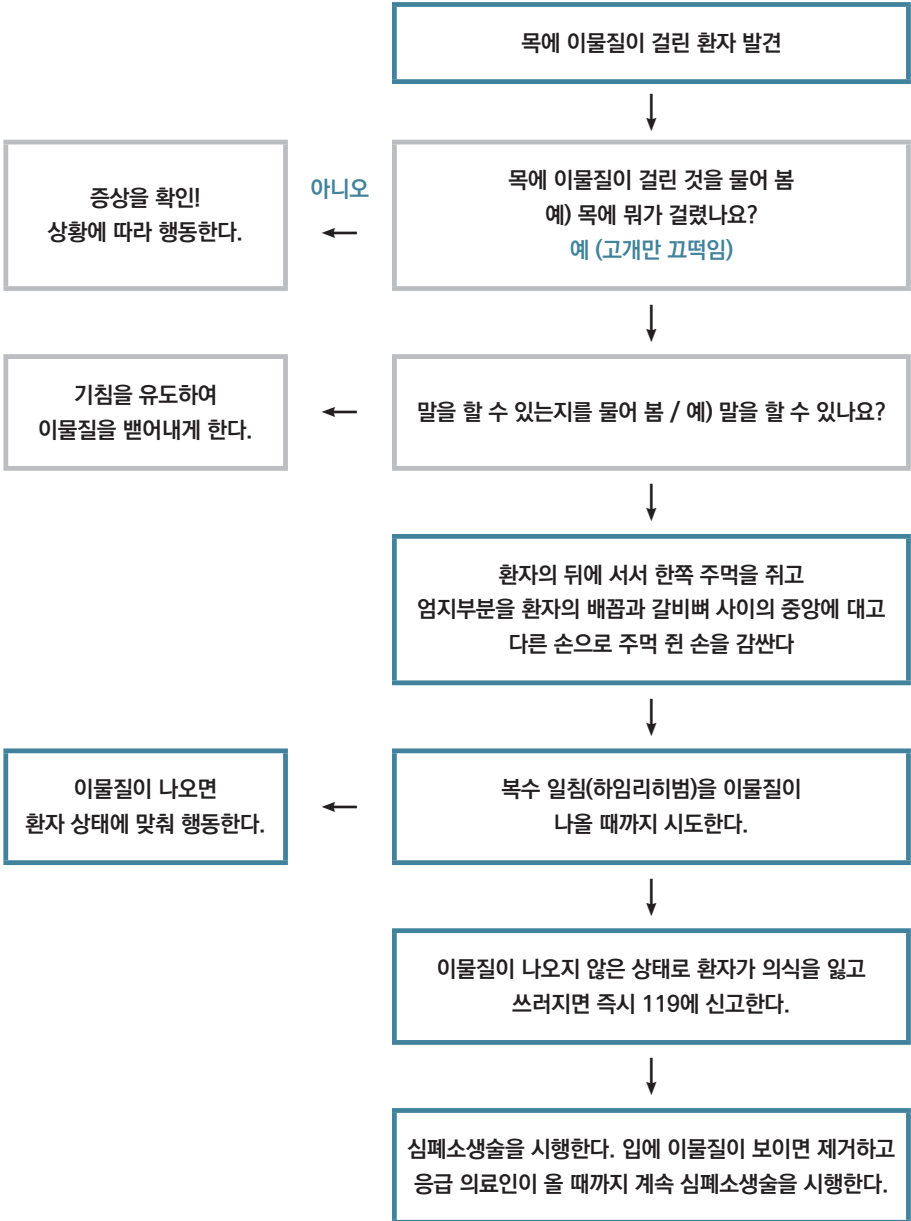 목에 이물질이 걸린 환자 발견
증상을 확인!
상황에 따라 행동한다.
아니오
목에 이물질이 걸린 것을 물어 봄
예) 목에 뭐가 걸렸나요?
예 (고개만 끄떡임)
기침을 유도하여
이물질을 뱉어내게 한다.
말을 할 수 있는지를 물어 봄 / 예) 말을 할 수 있나요?
환자의 뒤에 서서 한쪽 주먹을 쥐고
엄지부분을 환자의 배꼽과 갈비뼈 사이의 중앙에 대고
다른 손으로 주먹 쥔 손을 감싼다
이물질이 나오면
환자 상태에 맞춰 행동한다.
복수 일침(하임리히범)을 이물질이
나올 때까지 시도한다.
이물질이 나오지 않은 상태로 환자가 의식을 잃고
쓰러지면 즉시 119에 신고한다.
심폐소생술을 시행한다. 입에 이물질이 보이면 제거하고
응급 의료인이 올 때까지 계속 심폐소생술을 시행한다.